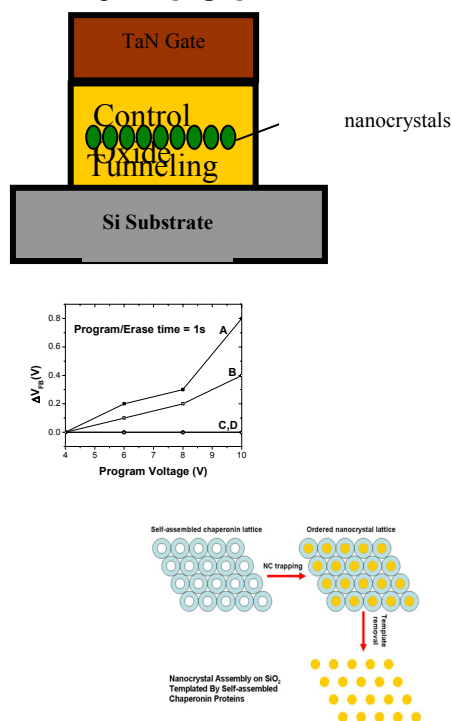 TaN Gate
Control
Oxide
Tunneling
nanocrystals
Si Substrate
Program/Erase time = 1s
A
B
C,D
ΔV_FB(V)
0.8
0.6
0.4
0.2
0.0
4 5 6 7 8 9 10
Program Voltage (V)
Self-assembled chaperonin lattice
Ordered nanocrystal lattice
NC trapping
Template
removal
Nanocrystal Assembly on SiO₂
Templated By Self-assembled
Chaperonin Proteins